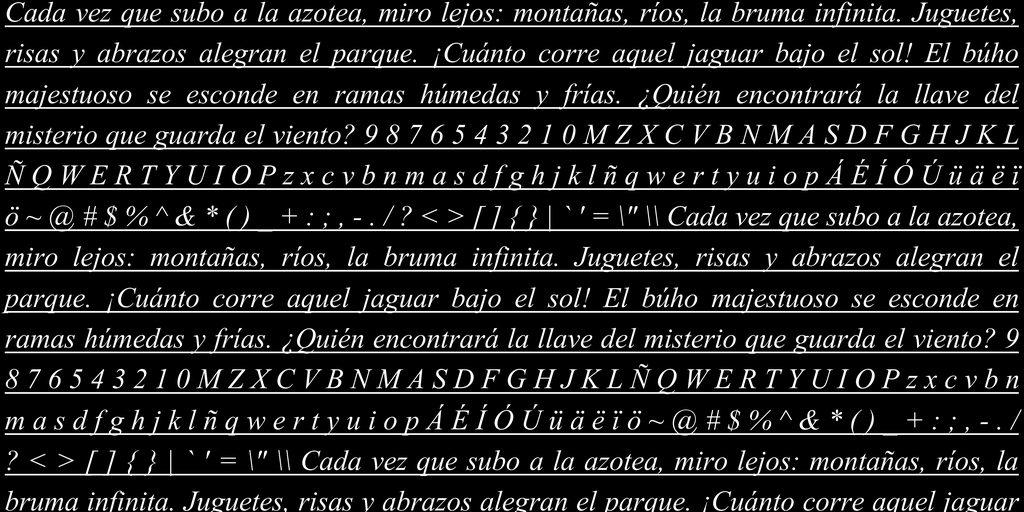 Cada vez que subo a la azotea, miro lejos: montañas, ríos, la bruma infinita. Juguetes,
risas y abrazos alegran el parque. ¡Cuánto corre aquel jaguar bajo el sol! El búho
majestuoso se esconde en ramas húmedas y frías. ¿Quién encontrará la llave del
misterio que guarda el viento? 9 8 7 6 5 4 3 2 1 0 M Z X C V B N M A S D F G H J K L
Ñ Q W E R T Y U I O P z x c v b n m a s d f g h j k l ñ q w e r t y u i o p Á É Í Ó Ú ü ä ë ï
ö ~ @ # $ % ^ & * ( ) _ + : ; , - . / ? < > [ ] { } | ` ' = \" \\ Cada vez que subo a la azotea,
miro lejos: montañas, ríos, la bruma infinita. Juguetes, risas y abrazos alegran el
parque. ¡Cuánto corre aquel jaguar bajo el sol! El búho majestuoso se esconde en
ramas húmedas y frías. ¿Quién encontrará la llave del misterio que guarda el viento? 9
8 7 6 5 4 3 2 1 0 M Z X C V B N M A S D F G H J K L Ñ Q W E R T Y U I O P z x c v b n
m a s d f g h j k l ñ q w e r t y u i o p Á É Í Ó Ú ü ä ë ï ö ~ @ # $ % ^ & * ( ) _ + : ; , - . /
? < > [ ] { } | ` ' = \" \\ Cada vez que subo a la azotea, miro lejos: montañas, ríos, la
bruma infinita. Juguetes, risas y abrazos alegran el parque. ¡Cuánto corre aquel jaguar